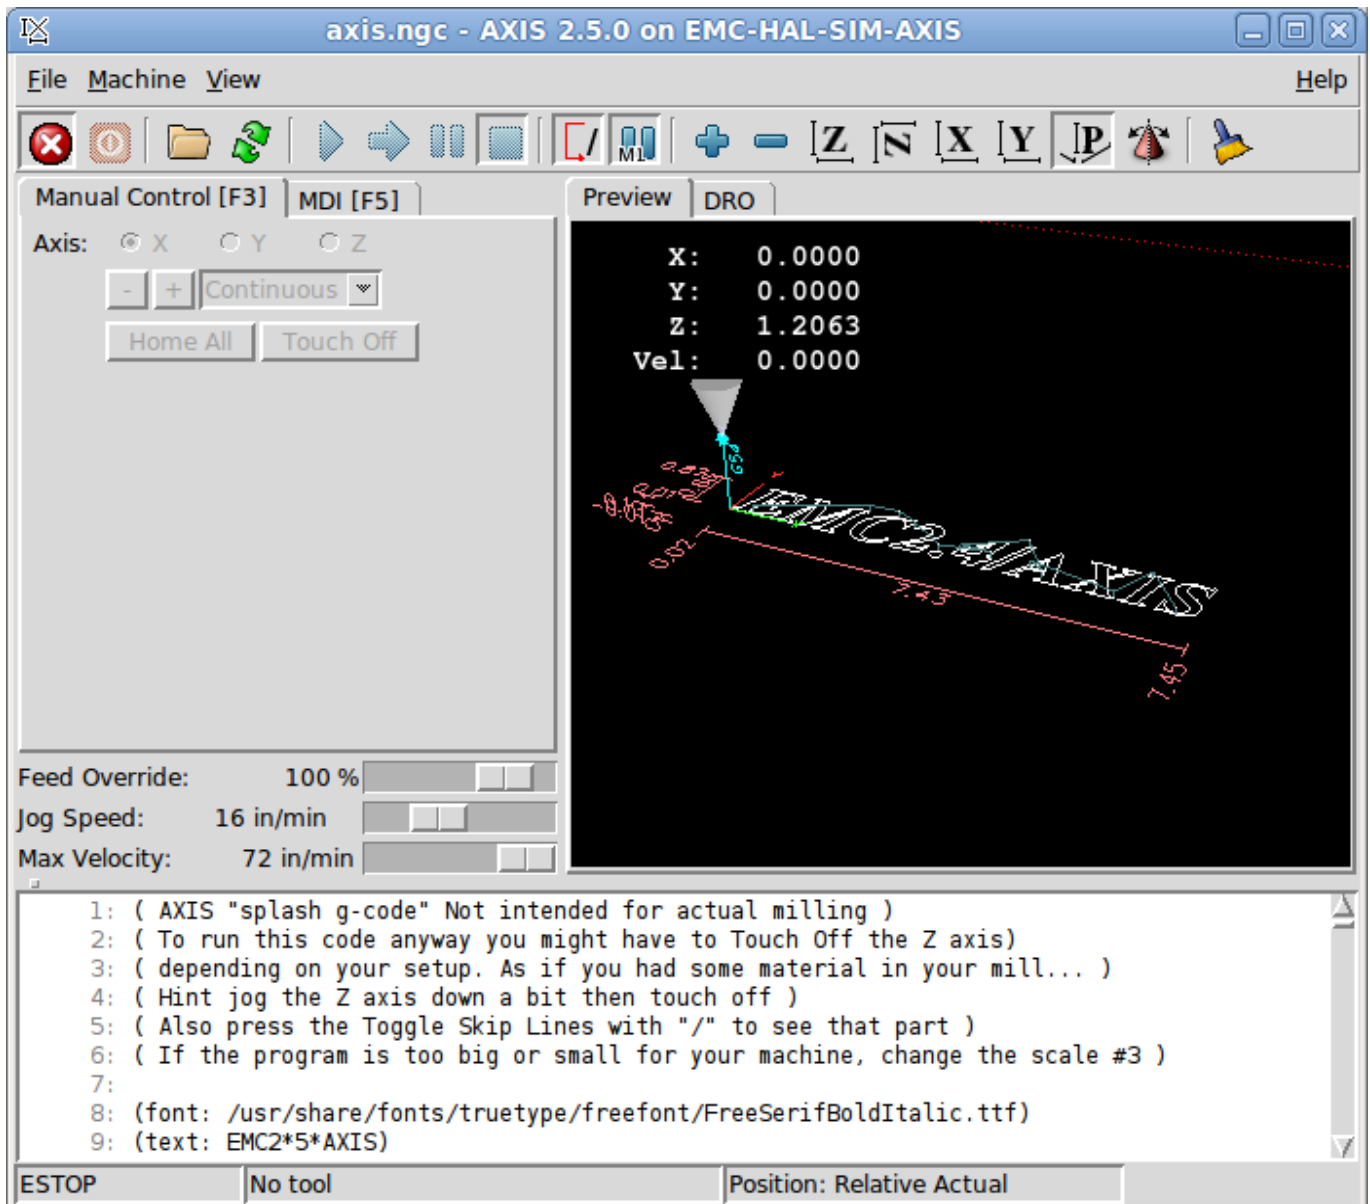 axis.ngc - AXIS 2.5.0 on EMC-HAL-SIM-AXIS
File Machine View Help
M1 Z N X Y P
Manual Control [F3] MDI [F5]
Axis: X Y Z
- + Continuous
Home All Touch Off
Preview DRO
X: 0.0000
Y: 0.0000
Z: 1.2063
Vel: 0.0000
G54
EMC2.4/AXIS
0.02
7.43
7.45
Feed Override: 100 %
Jog Speed: 16 in/min
Max Velocity: 72 in/min
1: ( AXIS "splash g-code" Not intended for actual milling )
2: ( To run this code anyway you might have to Touch Off the Z axis)
3: ( depending on your setup. As if you had some material in your mill... )
4: ( Hint jog the Z axis down a bit then touch off )
5: ( Also press the Toggle Skip Lines with "/" to see that part )
6: ( If the program is too big or small for your machine, change the scale #3 )
7:
8: (font: /usr/share/fonts/truetype/freefont/FreeSerifBoldItalic.ttf)
9: (text: EMC2*5*AXIS)
ESTOP No tool Position: Relative Actual